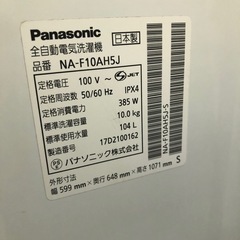 Panasonic
日本製
全自動電気洗濯機
品番 NA-F10AH5J
定格電圧 100 V～ JET
定格周波数 50/60 Hz IPX4
定格消費電力 385 W
標準洗濯容量 10.0 kg
標準使用水量 104 L
17D2100162
パナソニック株式会社 S
外形寸法
幅 599 mm×奥行 648 mm×高さ 1071 mm
NA-F10AH5J-S